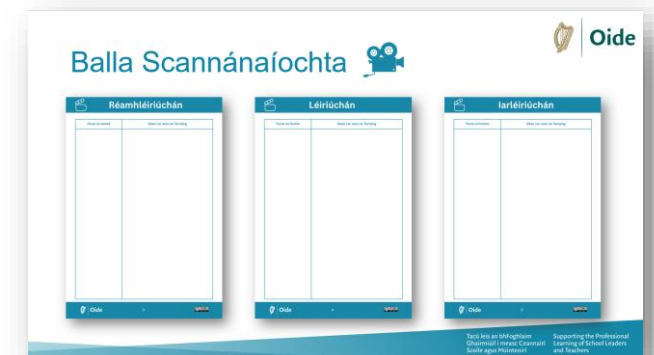 Oide
Balla Scannánaíochta
Réamhléiriúchán
Léiriúchán
Iarléiriúchán
Oide
Oide
Oide
Tacú leis an bhFoghlaim
Ghairmiúil i measc Ceannairí
Scoile agus Múinteoirí
Supporting the Professional
Learning of School Leaders
and Teachers